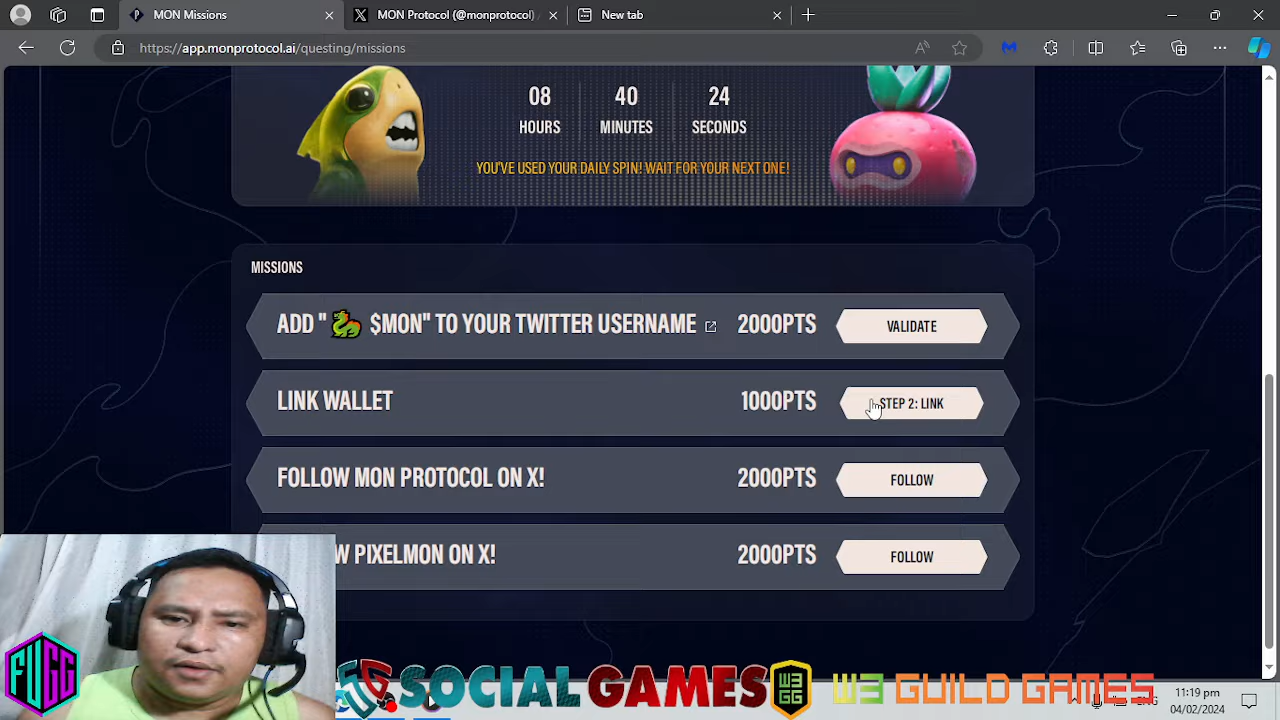 MON Missions
MON Protocol (@monprotocol)
New tab
https://app.monprotocol.ai/questing/missions
08
40
24
HOURS
MINUTES
SECONDS
YOU'VE USED YOUR DAILY SPIN! WAIT FOR YOUR NEXT ONE!
MISSIONS
ADD "🐉 $MON" TO YOUR TWITTER USERNAME 2000PTS VALIDATE
LINK WALLET 1000PTS STEP 2: LINK
FOLLOW MON PROTOCOL ON X! 2000PTS FOLLOW
W PIXELMON ON X! 2000PTS FOLLOW
FUGG
SOCIAL GAMES
W3GG
W3 GUILD GAMES
11:19 pm
04/02/2024